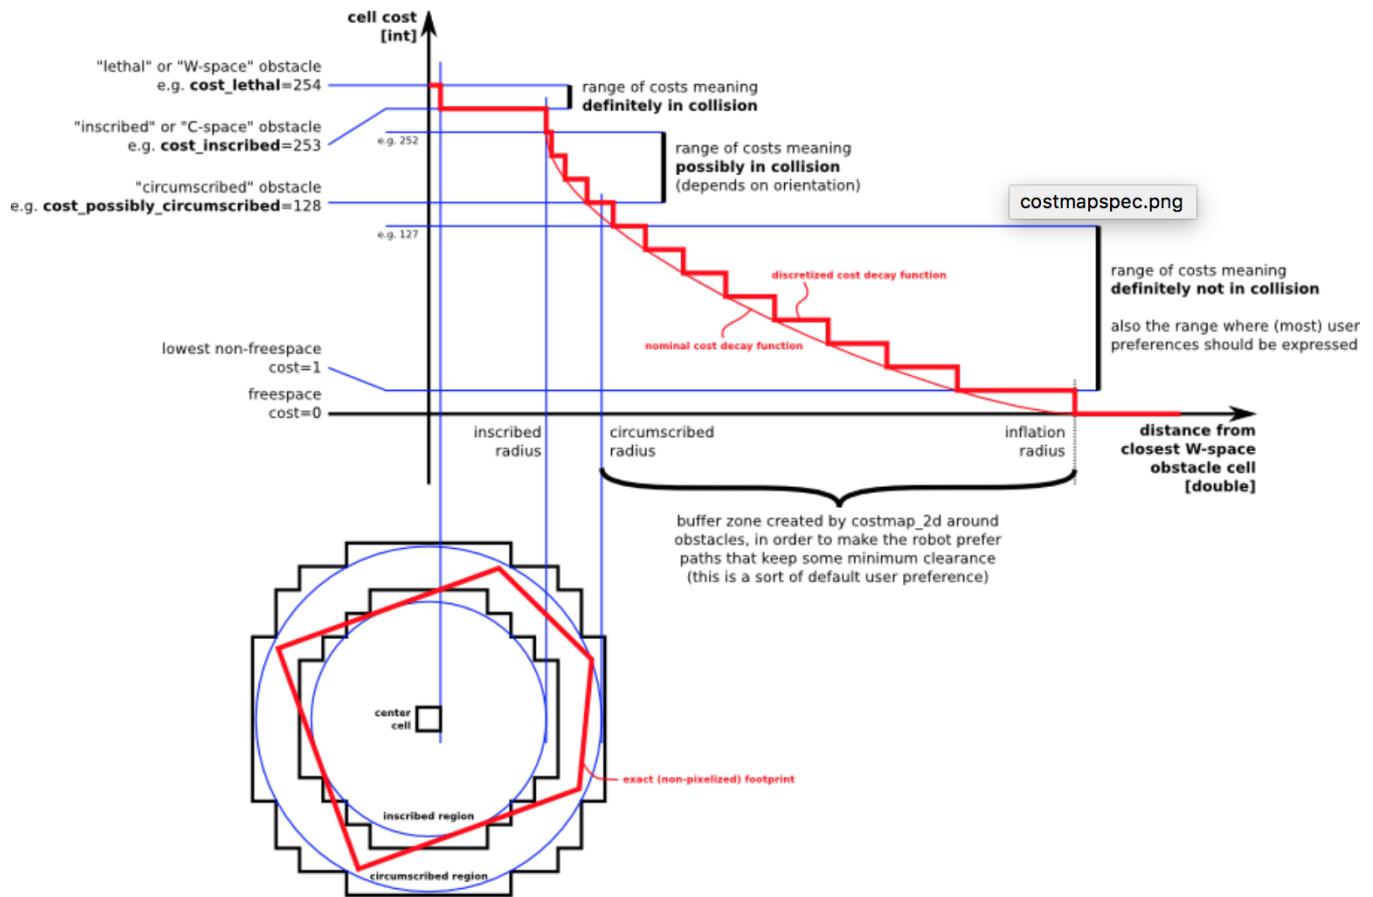 cell cost
[int]
"lethal" or "W-space" obstacle
e.g. cost_lethal=254
range of costs meaning
definitely in collision
"inscribed" or "C-space" obstacle
e.g. cost_inscribed=253
e.g. 252
range of costs meaning
possibly in collision
(depends on orientation)
"circumscribed" obstacle
e.g. cost_possibly_circumscribed=128
costmapspec.png
e.g. 127
range of costs meaning
definitely not in collision
also the range where (most) user
preferences should be expressed
discretized cost decay function
nominal cost decay function
lowest non-freespace
cost=1
freespace
cost=0
inscribed
radius
circumscribed
radius
inflation
radius
distance from
closest W-space
obstacle cell
[double]
buffer zone created by costmap_2d around
obstacles, in order to make the robot prefer
paths that keep some minimum clearance
(this is a sort of default user preference)
center
cell
exact (non-pixelized) footprint
inscribed region
circumscribed region